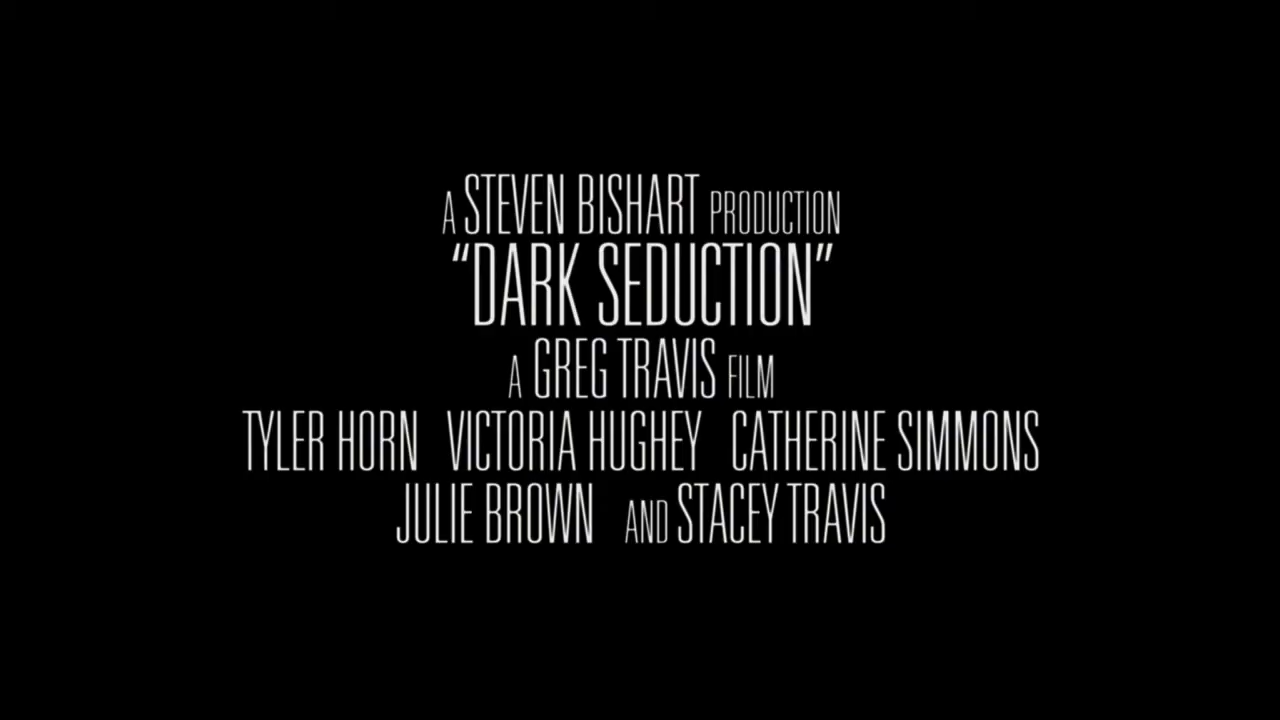 A STEVEN BISHART PRODUCTION
“DARK SEDUCTION”
A GREG TRAVIS FILM
TYLER HORN VICTORIA HUGHEY CATHERINE SIMMONS
JULIE BROWN AND STACEY TRAVIS